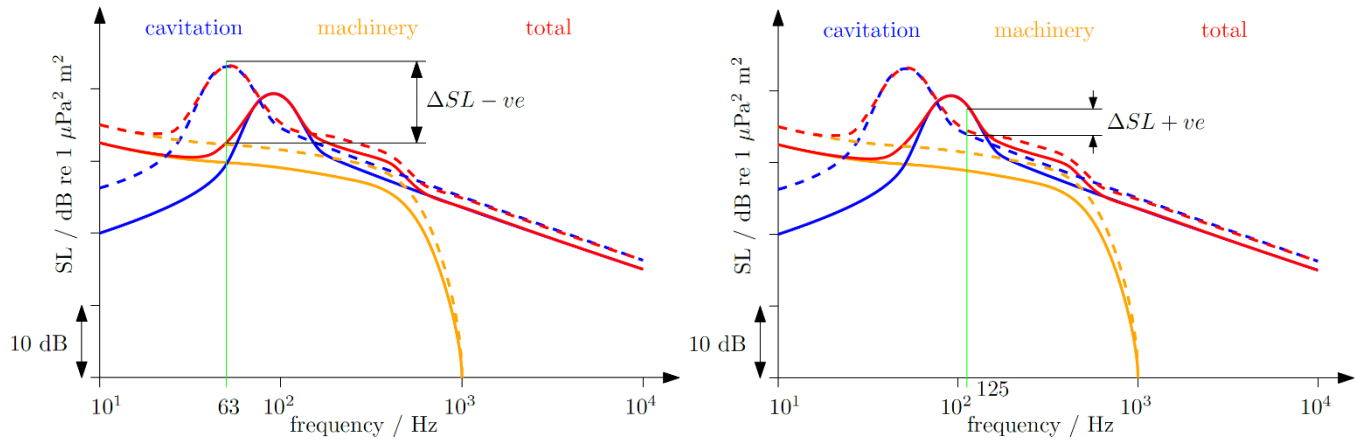 cavitation machinery total
SL / dB re 1 μPa² m²
ΔSL − ve
10 dB
10¹ 63 10² 10³ 10⁴
frequency / Hz
cavitation machinery total
SL / dB re 1 μPa² m²
ΔSL + ve
10 dB
10¹ 10² 125 10³ 10⁴
frequency / Hz